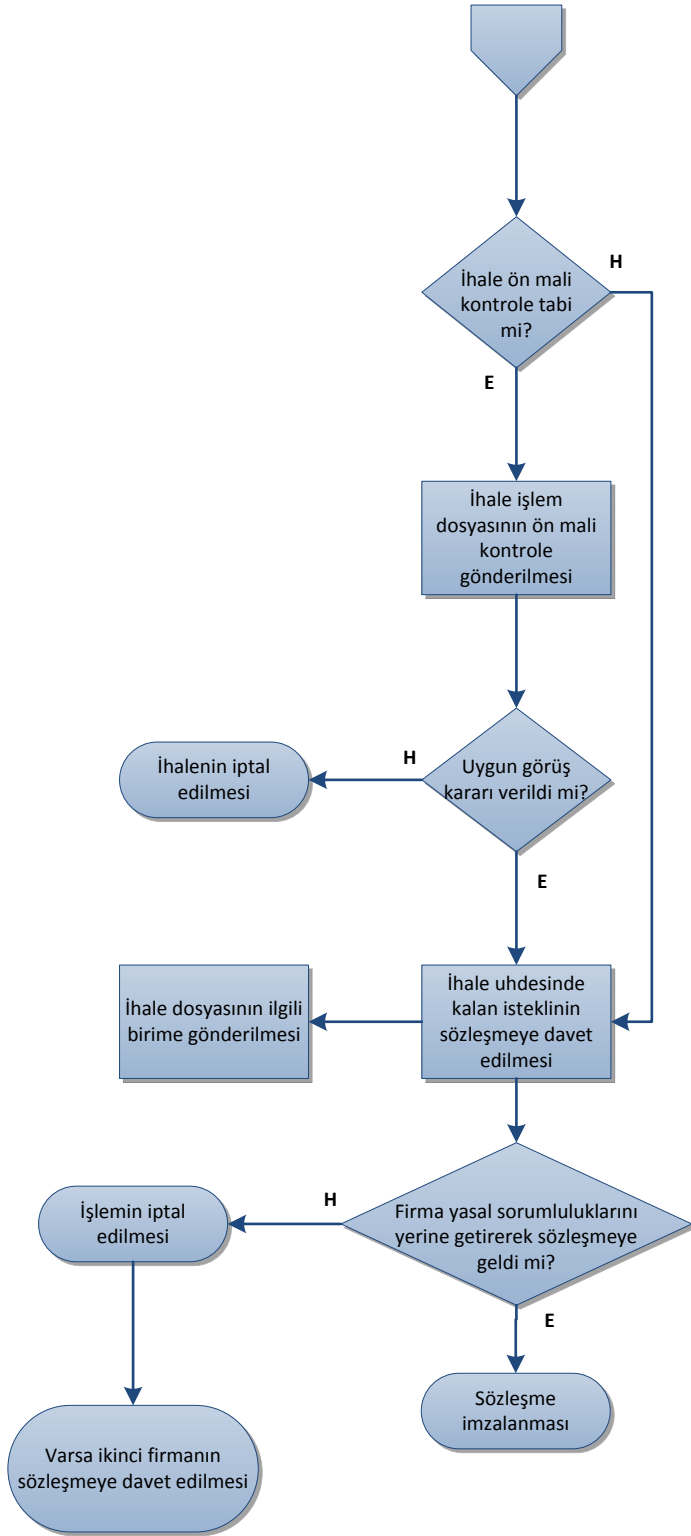 İhale ön mali
kontrole tabi
mi?
H
E
İhale işlem
dosyasının ön mali
kontrole
gönderilmesi
Uygun görüş
kararı verildi mi?
H
İhalenin iptal
edilmesi
E
İhale uhdesinde
kalan isteklinin
sözleşmeye davet
edilmesi
İhale dosyasının ilgili
birime gönderilmesi
Firma yasal sorumluluklarını
yerine getirerek sözleşmeye
geldi mi?
H
İşlemin iptal
edilmesi
E
Sözleşme
imzalanması
Varsa ikinci firmanın
sözleşmeye davet edilmesi